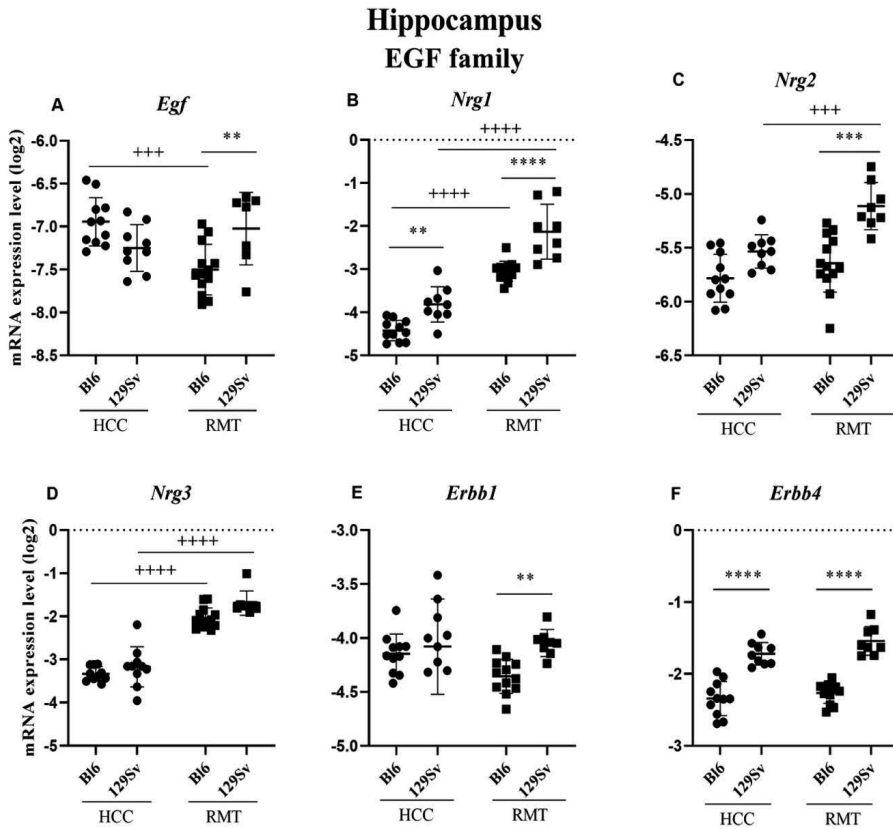 Hippocampus
EGF family
A
Egf
mRNA expression level (log2)
-6.0
-6.5
-7.0
-7.5
-8.0
-8.5
+++
**
Bl6
129Sv
Bl6
129Sv
HCC
RMT
B
Nrg1
0
-1
-2
-3
-4
-5
++++
****
++++
**
Bl6
129Sv
Bl6
129Sv
HCC
RMT
C
Nrg2
-4.5
-5.0
-5.5
-6.0
-6.5
+++
***
Bl6
129Sv
Bl6
129Sv
HCC
RMT
D
Nrg3
mRNA expression level (log2)
0
-1
-2
-3
-4
-5
++++
++++
Bl6
129Sv
Bl6
129Sv
HCC
RMT
E
Erbb1
-3.0
-3.5
-4.0
-4.5
-5.0
**
Bl6
129Sv
Bl6
129Sv
HCC
RMT
F
Erbb4
0
-1
-2
-3
****
****
Bl6
129Sv
Bl6
129Sv
HCC
RMT